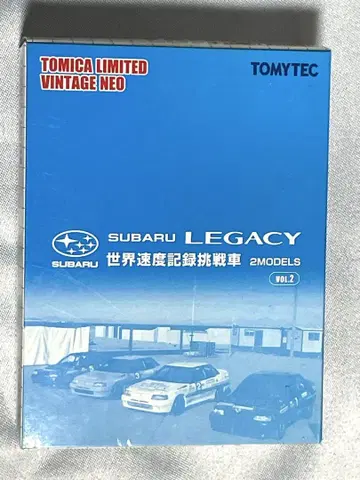 TOMICA LIMITED
VINTAGE NEO
TOMYTEC
SUBARU
SUBARU LEGACY
世界速度記録挑戦車 2MODELS
VOL.2